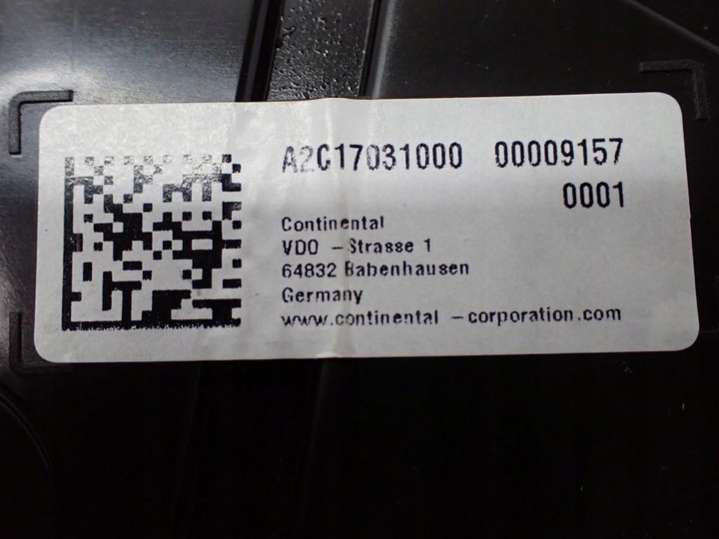 A2C17031000 00009157
0001
Continental
VDO - Strasse 1
64832 Babenhausen
Germany
www.continental - corporation.com